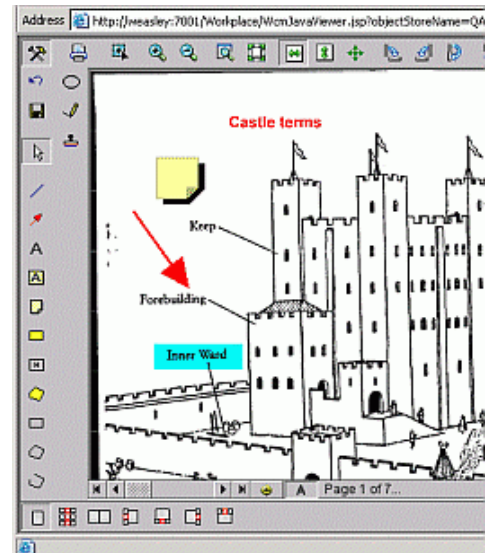 Address http://weasley:7001/Workplace/WcmJavaViewer.jsp?objectStoreName=QA
Castle terms
Keep
Forebuilding
Inner Ward
A
A
A Page 1 of 7...